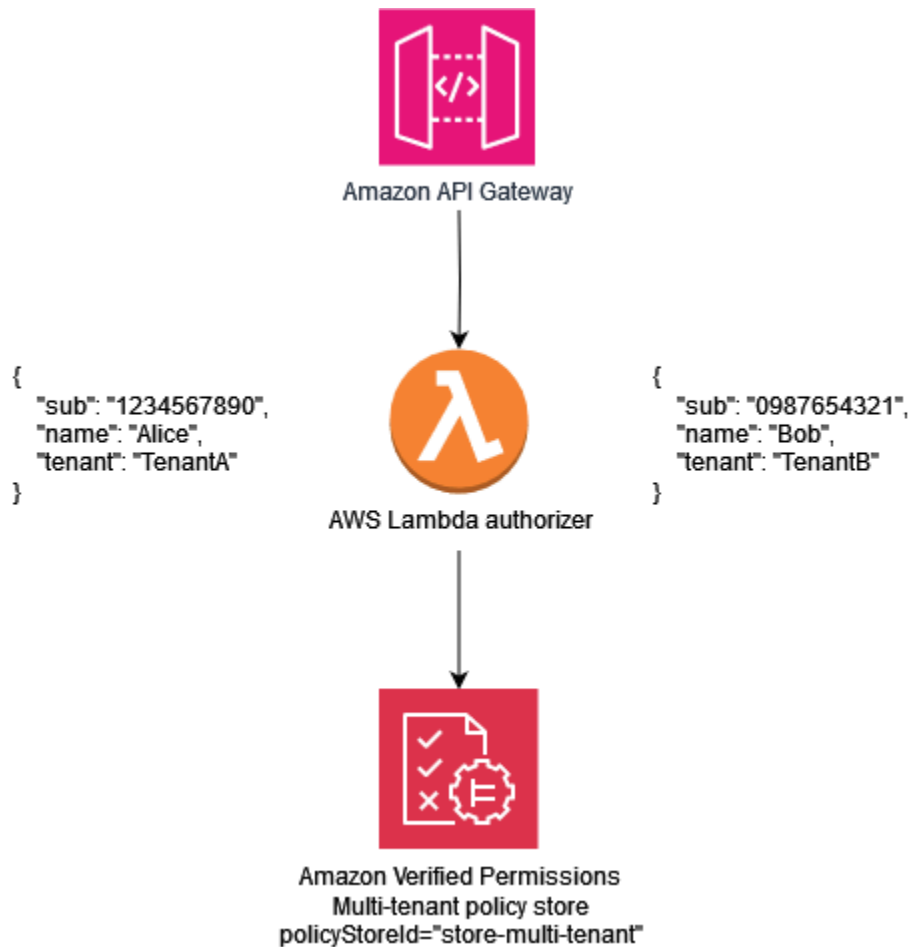 </>
Amazon API Gateway
{
"sub": "1234567890",
"name": "Alice",
"tenant": "TenantA"
}
{
"sub": "0987654321",
"name": "Bob",
"tenant": "TenantB"
}
AWS Lambda authorizer
Amazon Verified Permissions
Multi-tenant policy store
policyStoreId="store-multi-tenant"